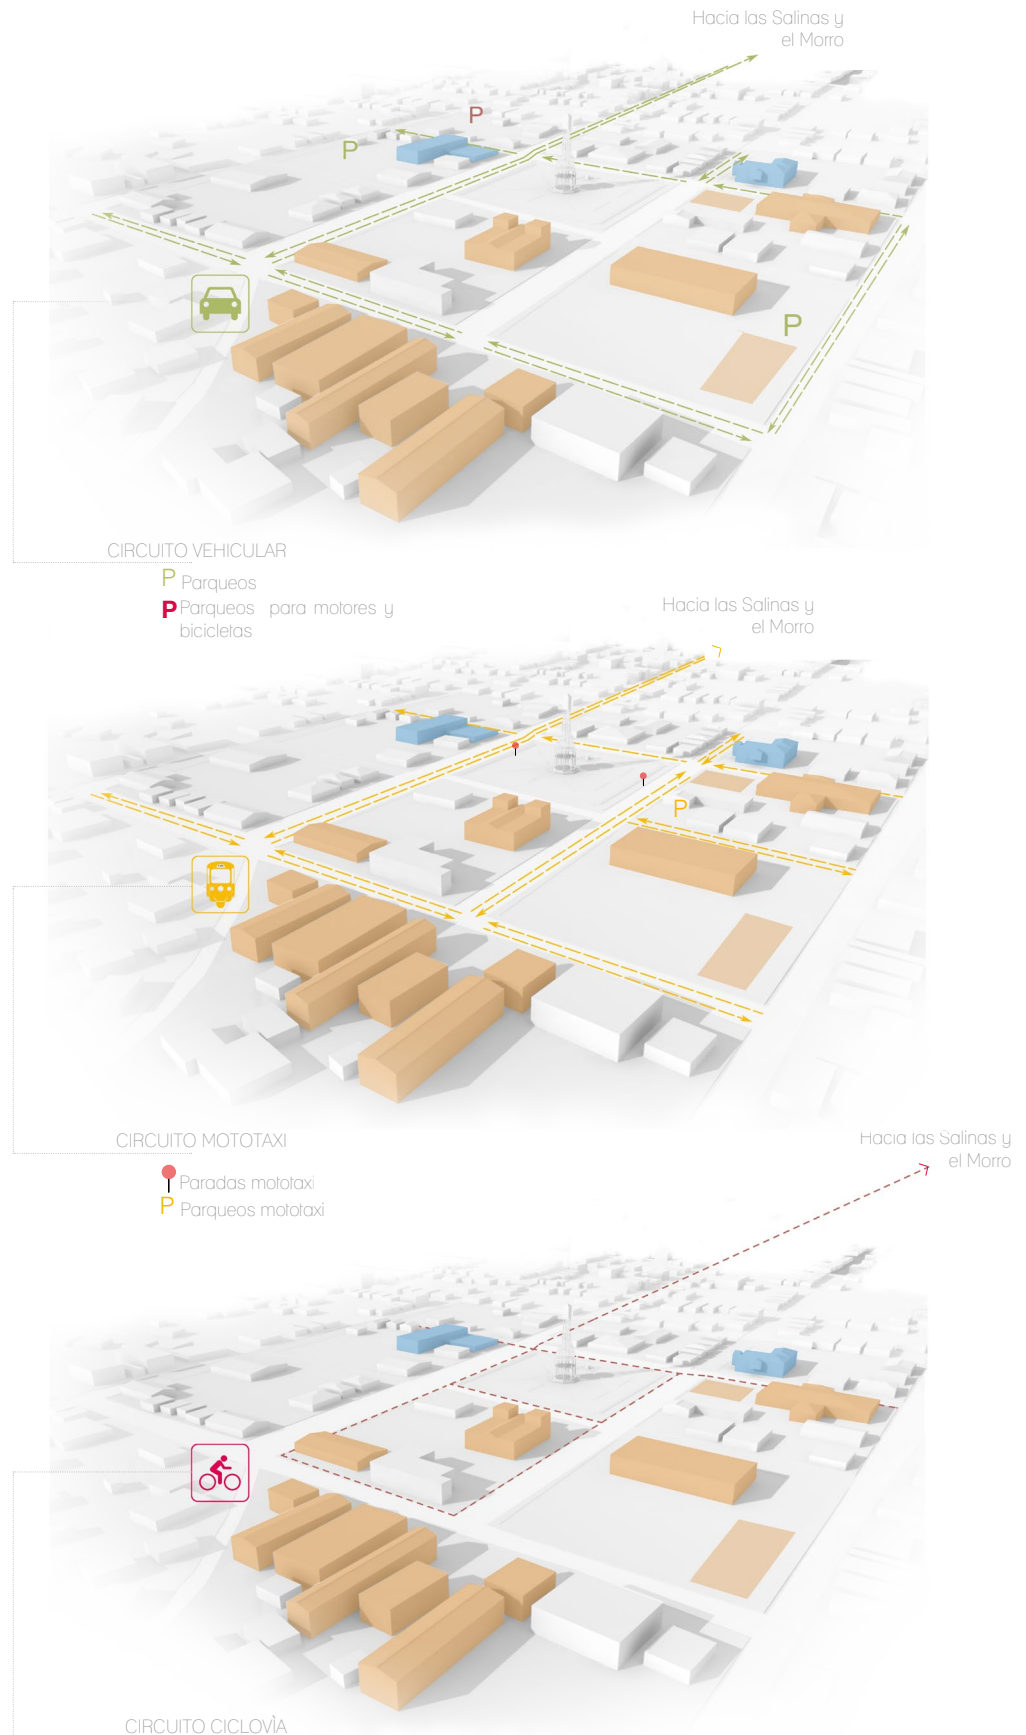 Hacia las Salinas y
el Morro
P
P
P
CIRCUITO VEHICULAR
P Parqueos
P Parqueos para motores y
bicicletas
Hacia las Salinas y
el Morro
P
CIRCUITO MOTOTAXI
Paradas mototaxi
P Parqueos mototaxi
Hacia las Salinas y
el Morro
CIRCUITO CICLOVÌA